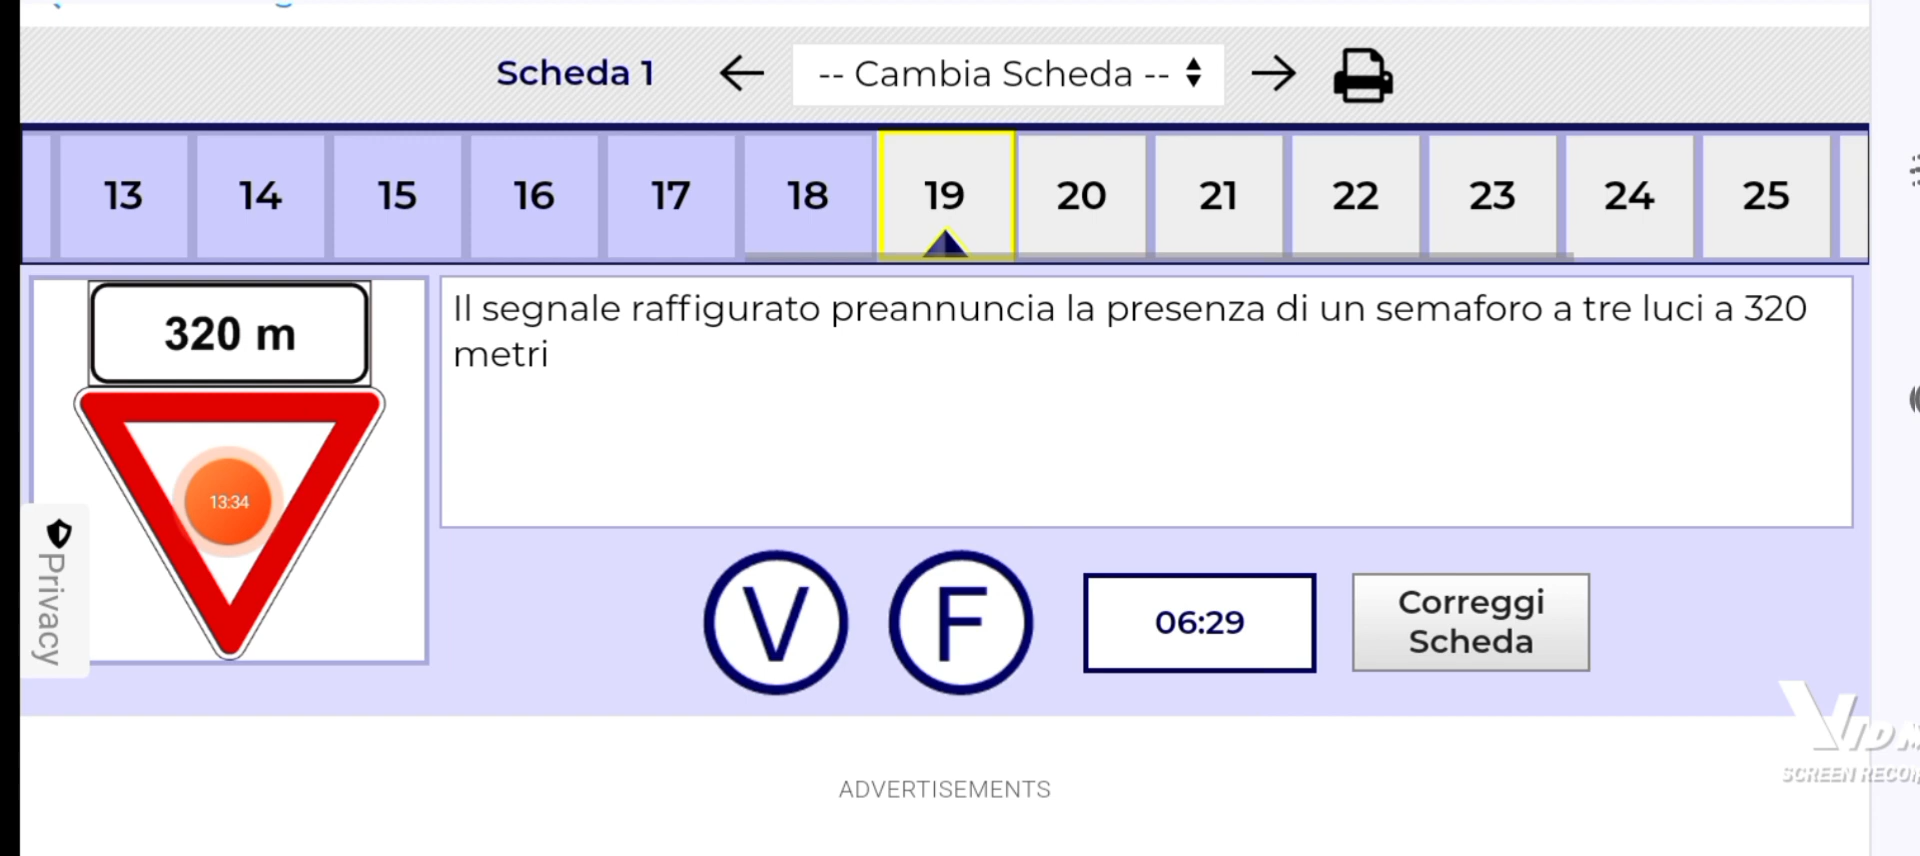 Scheda 1
-- Cambia Scheda --
13 14 15 16 17 18 19 20 21 22 23 24 25
320 m
13:34
Il segnale raffigurato preannuncia la presenza di un semaforo a tre luci a 320
metri
Privacy
V F
06:29
Correggi
Scheda
ADVERTISEMENTS
SCREEN